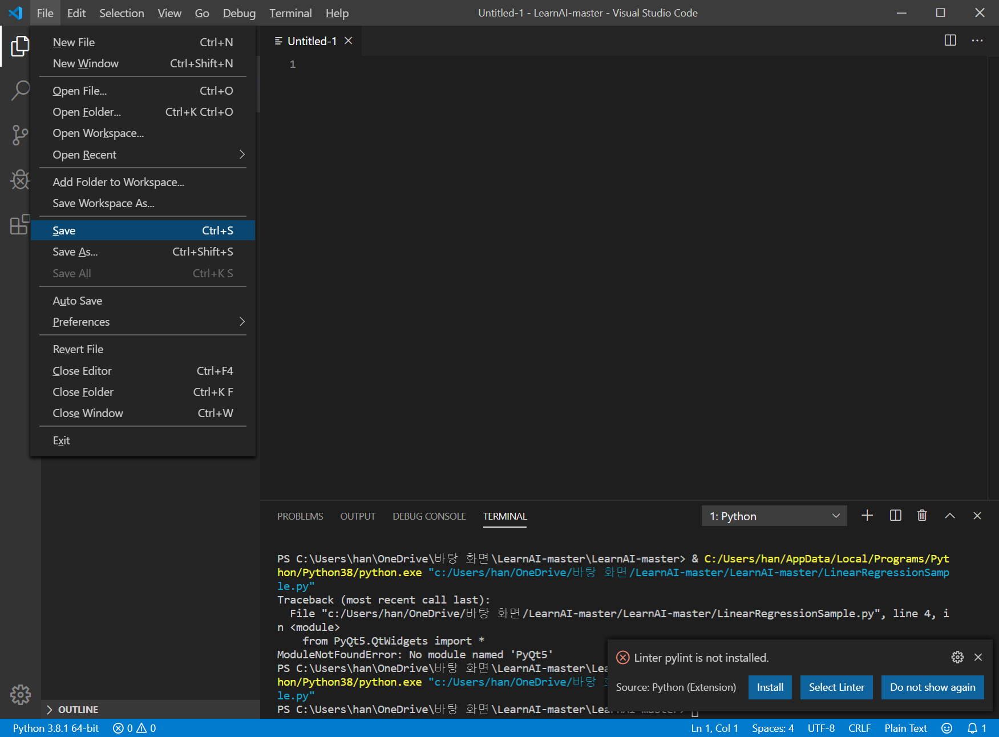 File Edit Selection View Go Debug Terminal Help
Untitled-1 - LearnAI-master - Visual Studio Code
New File Ctrl+N
New Window Ctrl+Shift+N
Open File... Ctrl+O
Open Folder... Ctrl+K Ctrl+O
Open Workspace...
Open Recent
Add Folder to Workspace...
Save Workspace As...
Save Ctrl+S
Save As... Ctrl+Shift+S
Save All Ctrl+K S
Auto Save
Preferences
Revert File
Close Editor Ctrl+F4
Close Folder Ctrl+K F
Close Window Ctrl+W
Exit
OUTLINE
Untitled-1
1
PROBLEMS OUTPUT DEBUG CONSOLE TERMINAL
1: Python
PS C:\Users\han\OneDrive\바탕 화면\LearnAI-master\LearnAI-master> & C:/Users/han/AppData/Local/Programs/Pyt
hon/Python38/python.exe "c:/Users/han/OneDrive/바탕 화면/LearnAI-master/LearnAI-master/LinearRegressionSamp
le.py"
Traceback (most recent call last):
File "c:/Users/han/OneDrive/바탕 화면/LearnAI-master/LearnAI-master/LinearRegressionSample.py", line 4, i
n <module>
from PyQt5.QtWidgets import *
ModuleNotFoundError: No module named 'PyQt5'
PS C:\Users\han\OneDrive\바탕 화면\LearnAI-master\Lea
hon/Python38/python.exe "c:/Users/han/OneDrive/바탕
le.py"
PS C:\Users\han\OneDrive\바탕 화면\LearnAI-master\LearnAI-master>
Linter pylint is not installed.
Source: Python (Extension) Install Select Linter Do not show again
Python 3.8.1 64-bit 0 0 Ln 1, Col 1 Spaces: 4 UTF-8 CRLF Plain Text 1